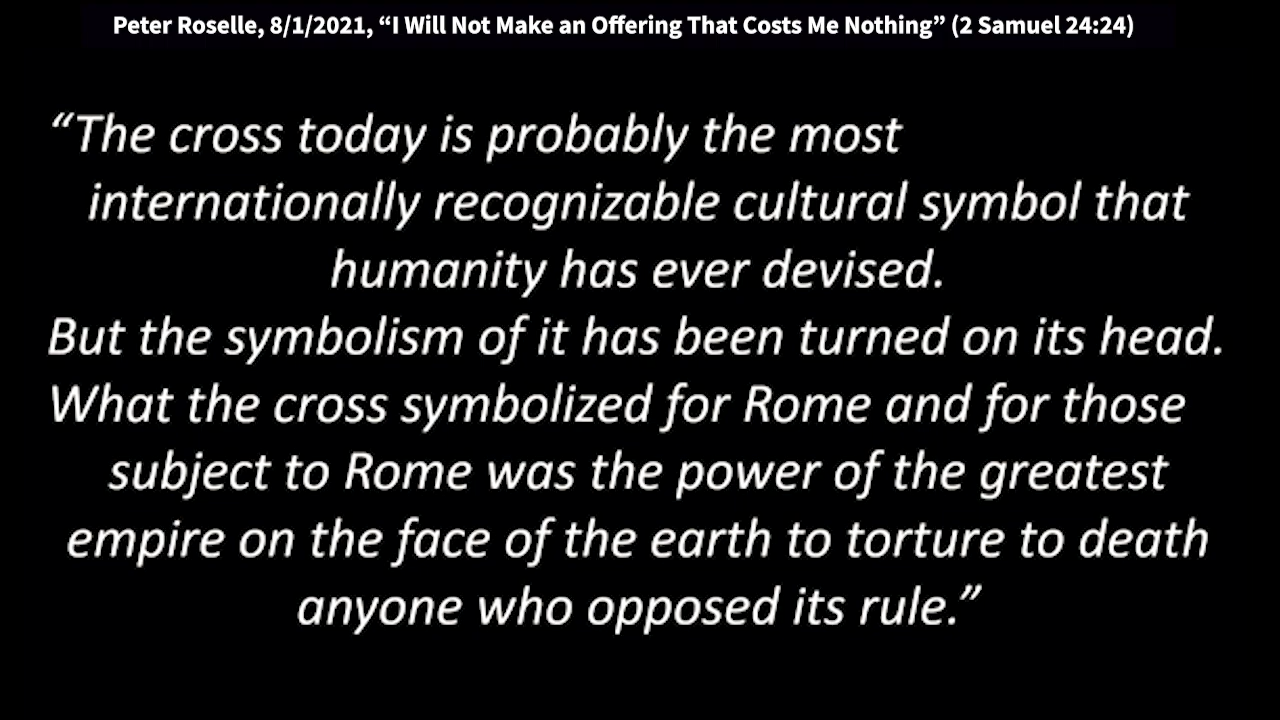 Peter Roselle, 8/1/2021, “I Will Not Make an Offering That Costs Me Nothing” (2 Samuel 24:24)
“The cross today is probably the most
internationally recognizable cultural symbol that
humanity has ever devised.
But the symbolism of it has been turned on its head.
What the cross symbolized for Rome and for those
subject to Rome was the power of the greatest
empire on the face of the earth to torture to death
anyone who opposed its rule.”